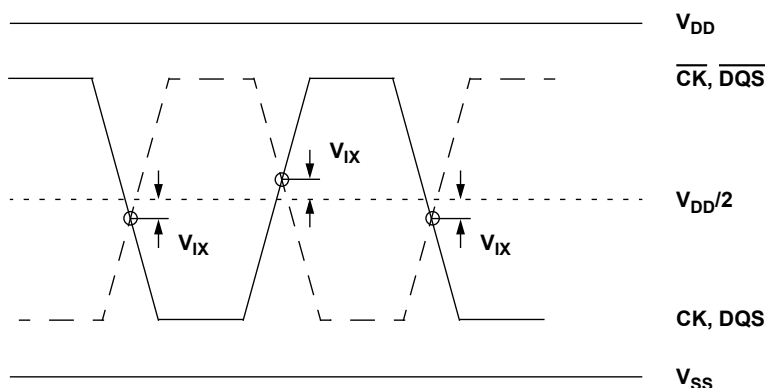 V_DD
C̅K̅, D̅Q̅S̅
V_IX
V_DD/2
V_IX
V_IX
CK, DQS
V_SS